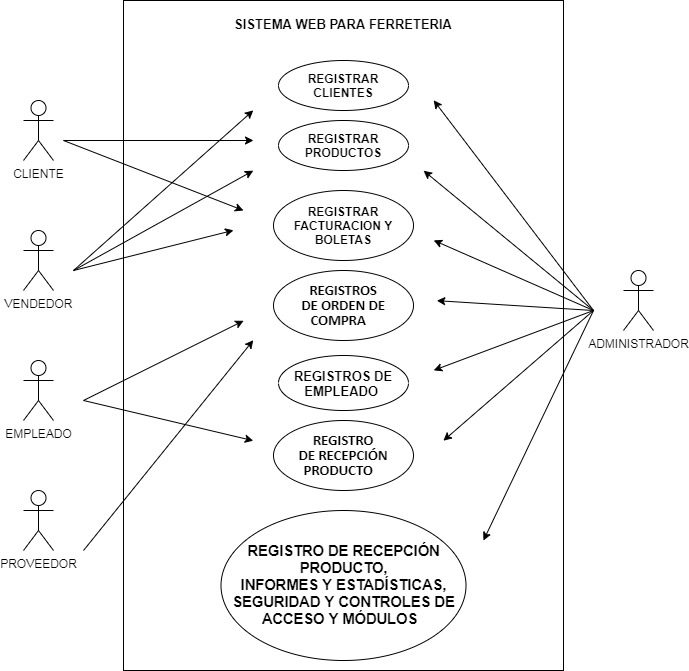 SISTEMA WEB PARA FERRETERIA
REGISTRAR
CLIENTES
REGISTRAR
PRODUCTOS
CLIENTE
REGISTRAR
FACTURACION Y
BOLETAS
VENDEDOR
REGISTROS
DE ORDEN DE
COMPRA
ADMINISTRADOR
REGISTROS DE
EMPLEADO
EMPLEADO
REGISTRO
DE RECEPCIÓN
PRODUCTO
PROVEEDOR
REGISTRO DE RECEPCIÓN
PRODUCTO,
INFORMES Y ESTADÍSTICAS,
SEGURIDAD Y CONTROLES DE
ACCESO Y MÓDULOS